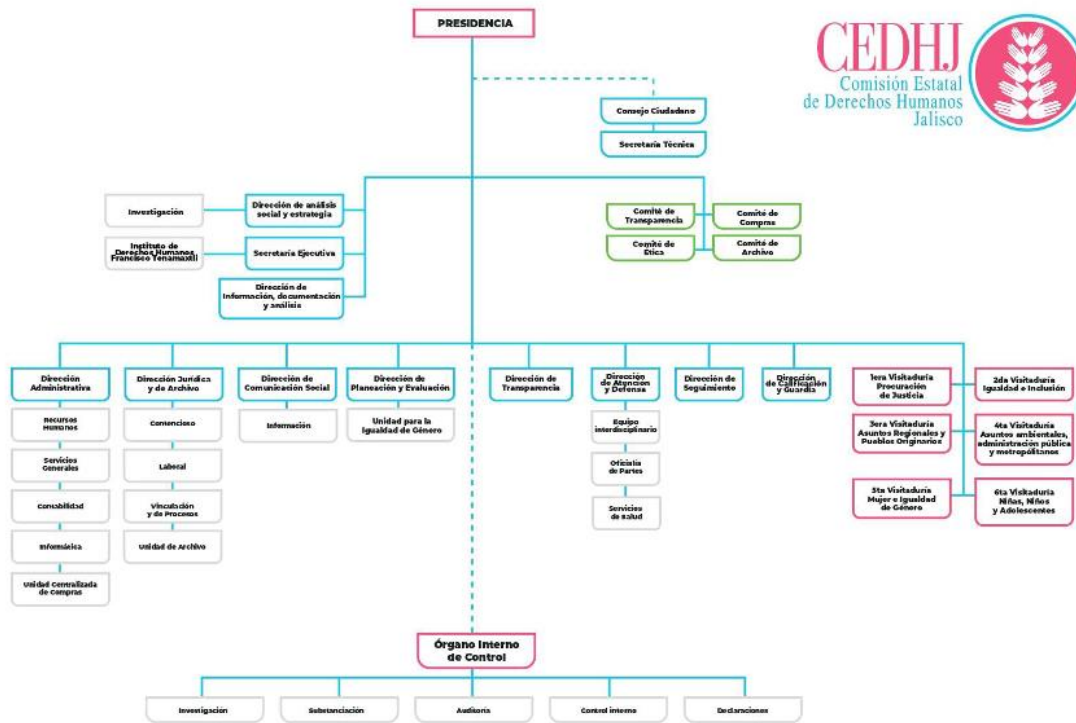 PRESIDENCIA
CEDHJ
Comisión Estatal
de Derechos Humanos
Jalisco
Consejo Ciudadano
Secretaría Técnica
Investigación
Dirección de análisis
social y estrategia
Instituto de
Derechos Humanos
Francisco Tenamaxtli
Secretaría Ejecutiva
Dirección de
Información, documentación
y análisis
Comité de
Transparencia
Comité de
Compras
Comité de
Ética
Comité de
Archivo
Dirección
Administrativa
Recursos
Humanos
Servicios
Generales
Contabilidad
Informática
Unidad Centralizada
de Compras
Dirección Jurídica
y de Archivo
Contencioso
Laboral
Vinculación
y de Procesos
Unidad de Archivo
Dirección de
Comunicación Social
Información
Dirección de
Planeación y Evaluación
Unidad para la
Igualdad de Género
Dirección de
Transparencia
Dirección
de Atención
y Defensa
Equipo
interdisciplinario
Oficialía
de Partes
Servicios
de Salud
Dirección de
Seguimiento
Dirección
de Calificación
y Guardia
1era Visitaduría
Procuración
de Justicia
2da Visitaduría
Igualdad e Inclusión
3era Visitaduría
Asuntos Regionales y
Pueblos Originarios
4ta Visitaduría
Asuntos ambientales,
administración pública
y metropólitanos
5ta Visitaduría
Mujer e Igualdad
de Género
6ta Visitaduría
Niñas, Niños
y Adolescentes
Órgano Interno
de Control
Investigación
Substanciación
Auditoría
Control interno
Declaraciones